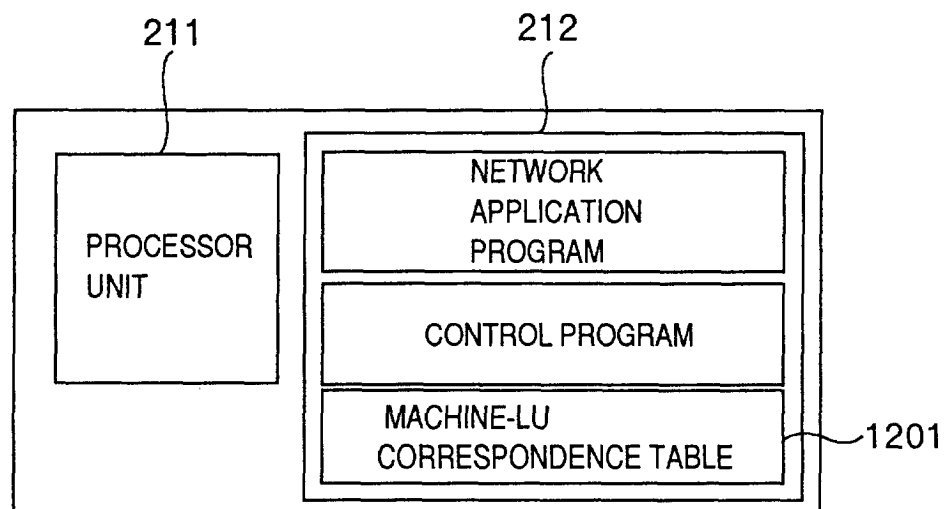 211
212
PROCESSOR
UNIT
NETWORK
APPLICATION
PROGRAM
CONTROL PROGRAM
MACHINE-LU
CORRESPONDENCE TABLE
1201